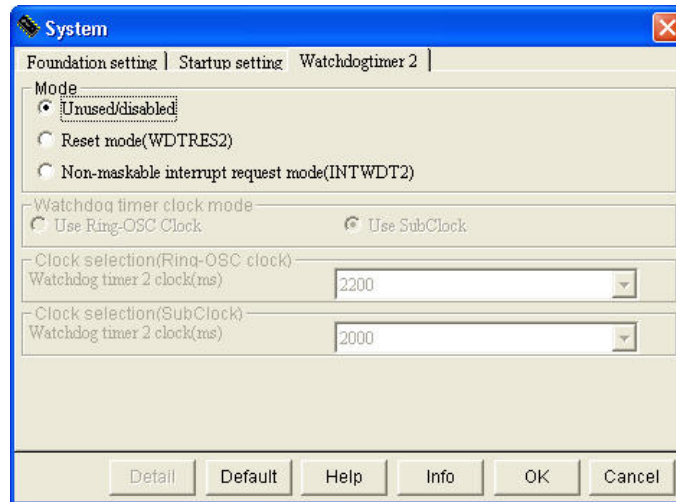 System
Foundation setting Startup setting Watchdogtimer 2
Mode
Unused/disabled
Reset mode(WDTRES2)
Non-maskable interrupt request mode(INTWDT2)
Watchdog timer clock mode
Use Ring-OSC Clock Use SubClock
Clock selection(Ring-OSC clock)
Watchdog timer 2 clock(ms) 2200
Clock selection(SubClock)
Watchdog timer 2 clock(ms) 2000
Detail Default Help Info OK Cancel